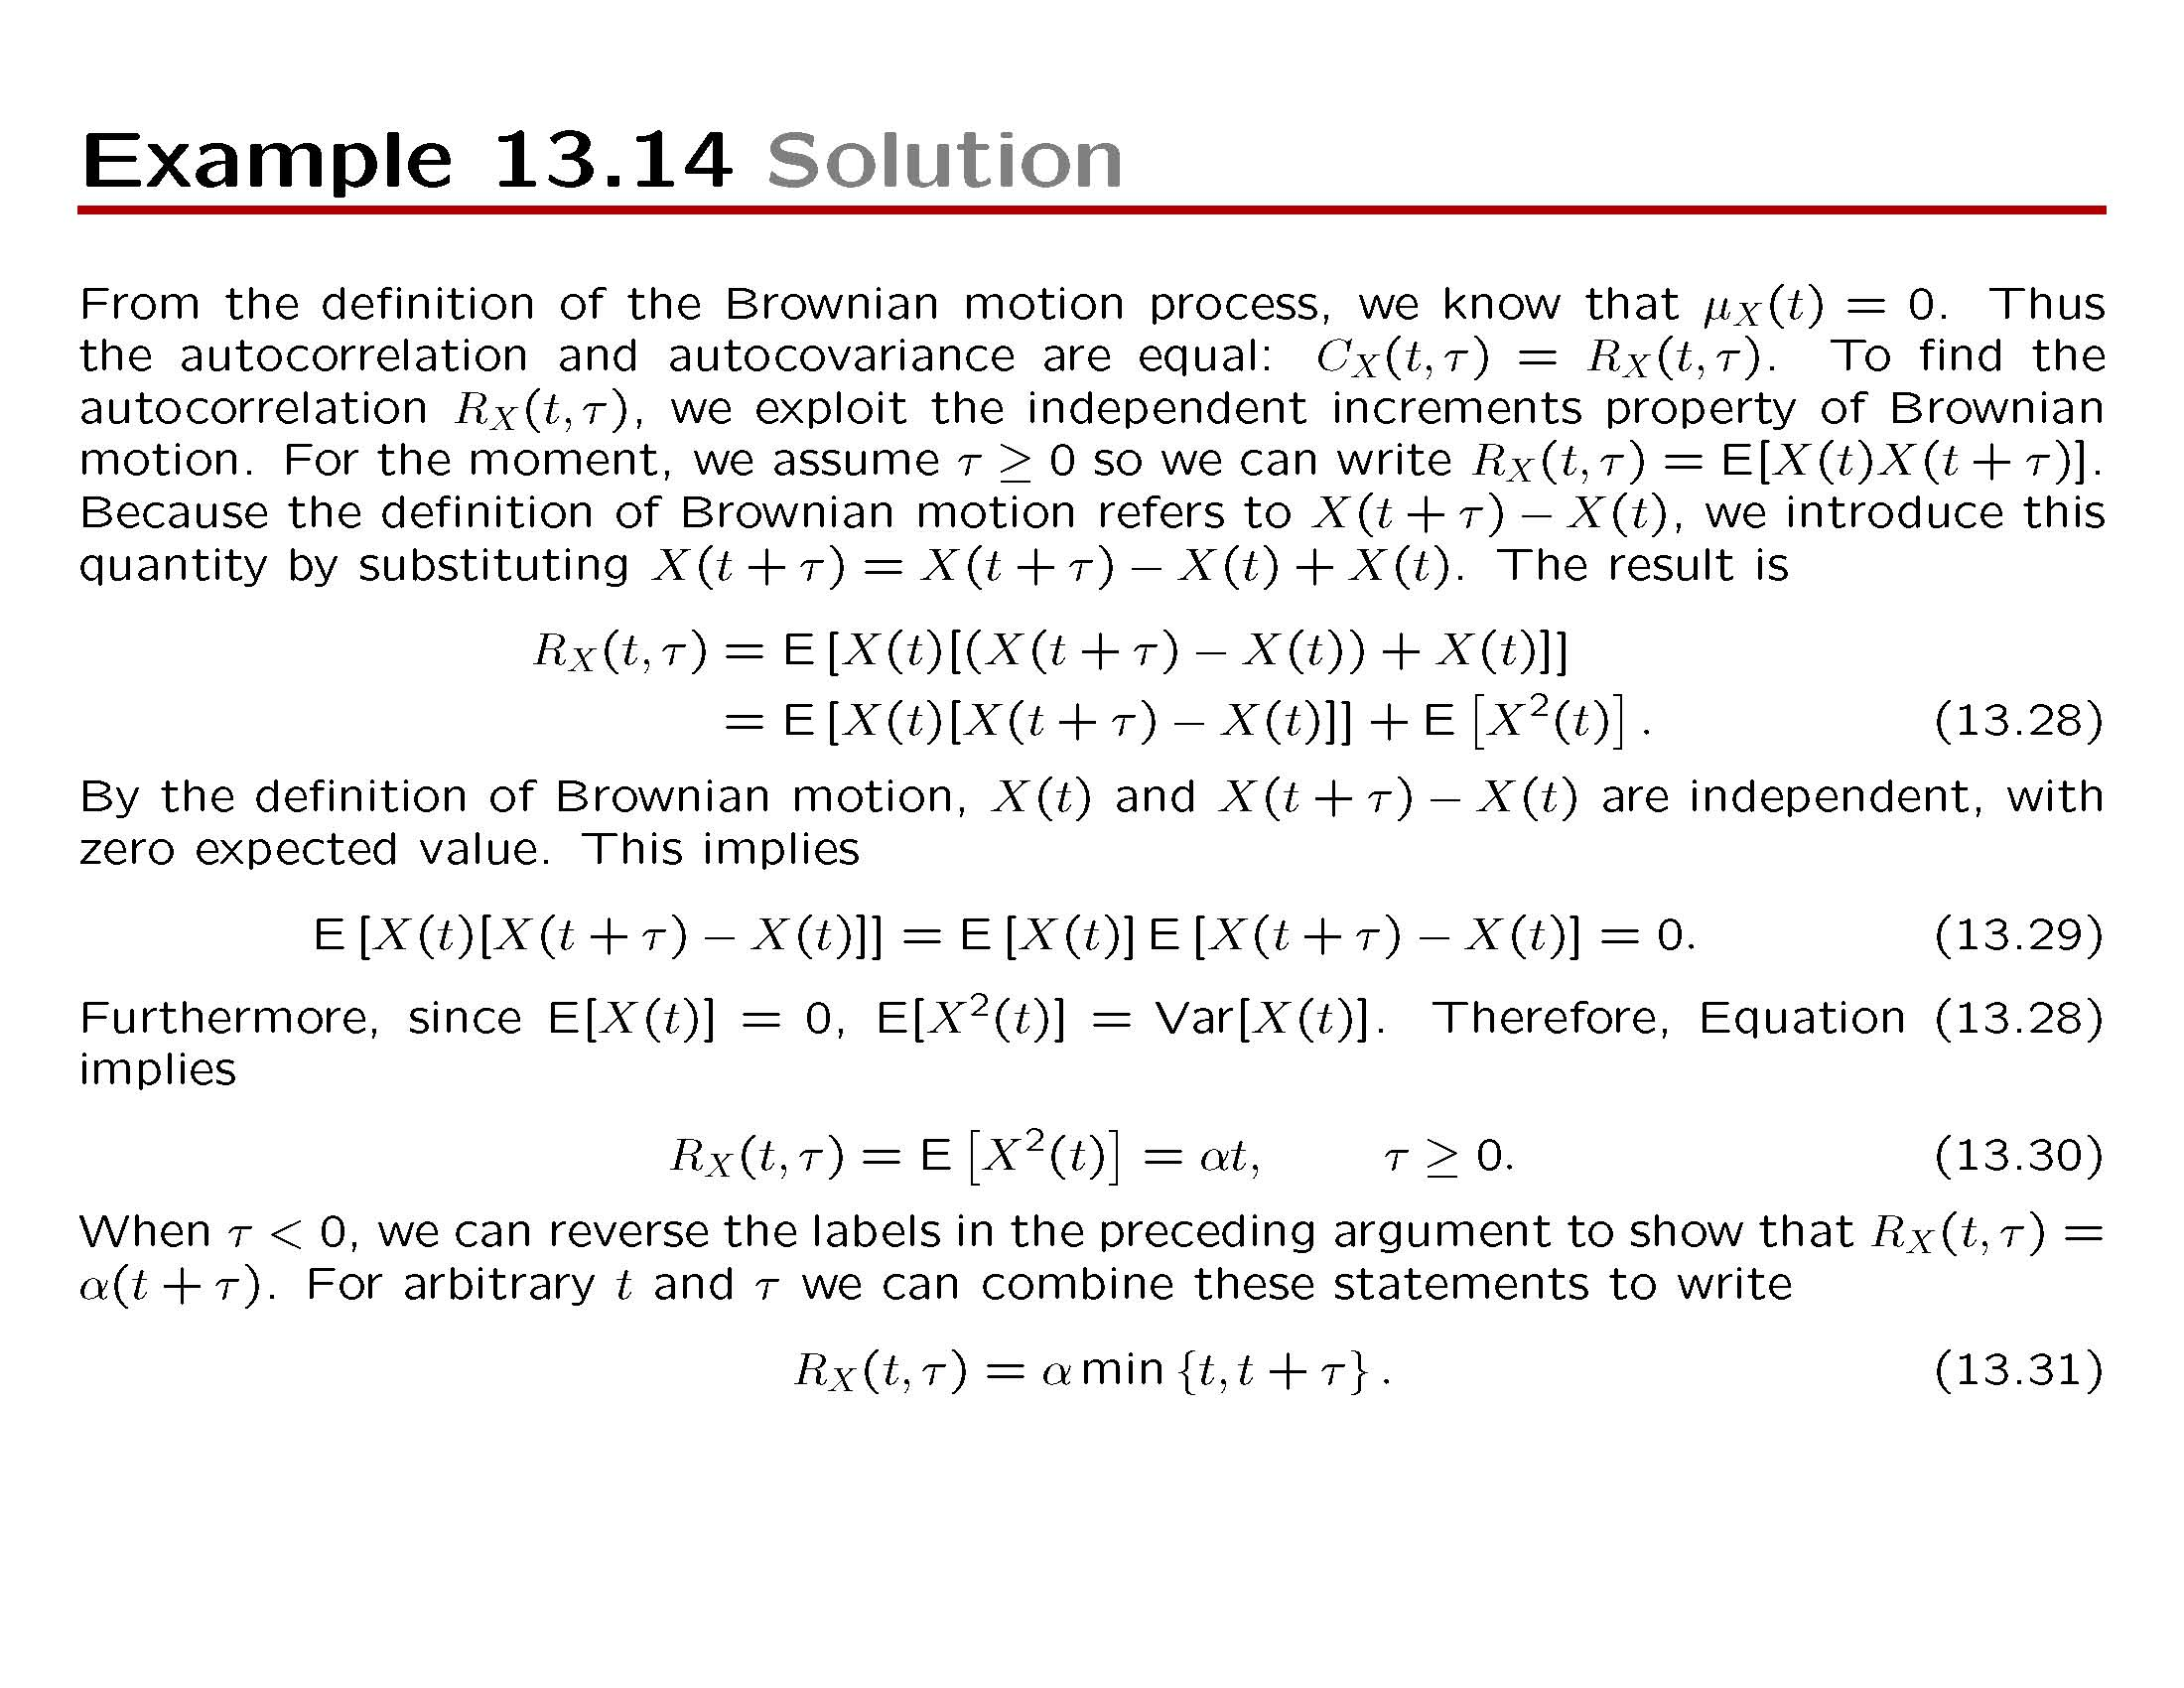 Example 13.14 Solution
From the definition of the Brownian motion process, we know that μ_X(t) = 0. Thus
the autocorrelation and autocovariance are equal: C_X(t, τ) = R_X(t, τ). To find the
autocorrelation R_X(t, τ), we exploit the independent increments property of Brownian
motion. For the moment, we assume τ ≥ 0 so we can write R_X(t, τ) = E[X(t)X(t + τ)].
Because the definition of Brownian motion refers to X(t + τ) − X(t), we introduce this
quantity by substituting X(t + τ) = X(t + τ) − X(t) + X(t). The result is
R_X(t, τ) = E [X(t)[(X(t + τ) − X(t)) + X(t)]]
= E [X(t)[X(t + τ) − X(t)]] + E [X²(t)] . (13.28)
By the definition of Brownian motion, X(t) and X(t + τ) − X(t) are independent, with
zero expected value. This implies
E [X(t)[X(t + τ) − X(t)]] = E [X(t)] E [X(t + τ) − X(t)] = 0. (13.29)
Furthermore, since E[X(t)] = 0, E[X²(t)] = Var[X(t)]. Therefore, Equation (13.28)
implies
R_X(t, τ) = E [X²(t)] = αt, τ ≥ 0. (13.30)
When τ < 0, we can reverse the labels in the preceding argument to show that R_X(t, τ) =
α(t + τ). For arbitrary t and τ we can combine these statements to write
R_X(t, τ) = α min {t, t + τ} . (13.31)